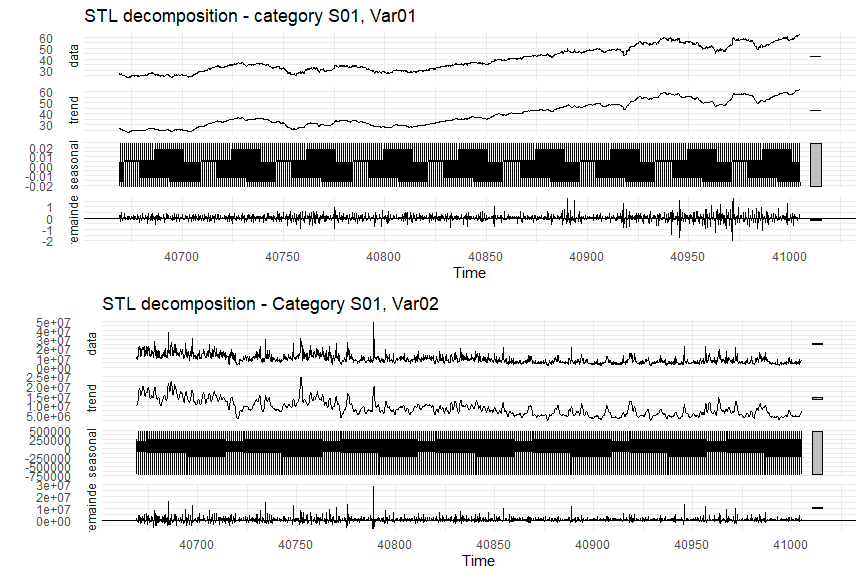 STL decomposition - category S01, Var01
60
50
40
30
data
60
50
40
30
trend
0.02
0.01
0.00
-0.01
-0.02
seasonal
1
0
-1
-2
emainde
40700 40750 40800 40850 40900 40950 41000
Time
STL decomposition - Category S01, Var02
5e+07
4e+07
3e+07
2e+07
1e+07
0e+00
data
2.5e+07
2.0e+07
1.5e+07
1.0e+07
5.0e+06
trend
500000
250000
0
-250000
-500000
-750000
seasonal
3e+07
2e+07
1e+07
0e+00
emainde
40700 40750 40800 40850 40900 40950 41000
Time